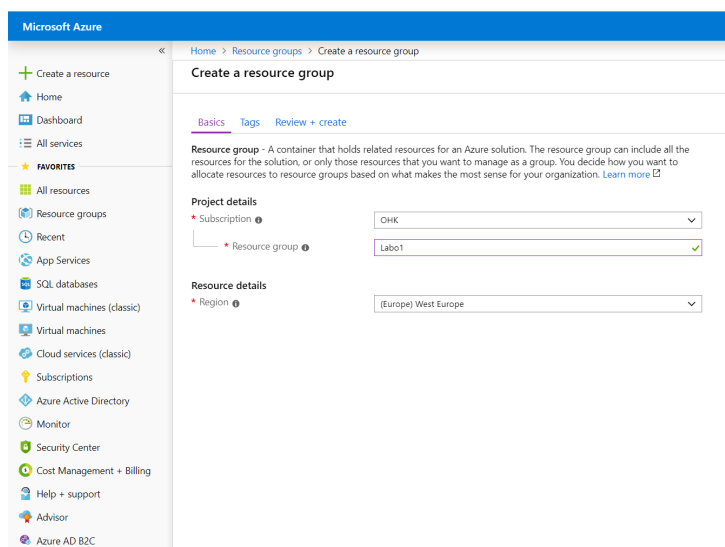 Microsoft Azure
«
Home > Resource groups > Create a resource group
Create a resource group
Create a resource
Home
Dashboard
All services
FAVORITES
All resources
Resource groups
Recent
App Services
SQL databases
Virtual machines (classic)
Virtual machines
Cloud services (classic)
Subscriptions
Azure Active Directory
Monitor
Security Center
Cost Management + Billing
Help + support
Advisor
Azure AD B2C
Basics Tags Review + create
Resource group - A container that holds related resources for an Azure solution. The resource group can include all the
resources for the solution, or only those resources that you want to manage as a group. You decide how you want to
allocate resources to resource groups based on what makes the most sense for your organization. Learn more
Project details
* Subscription OHK
* Resource group Labo1
Resource details
* Region (Europe) West Europe